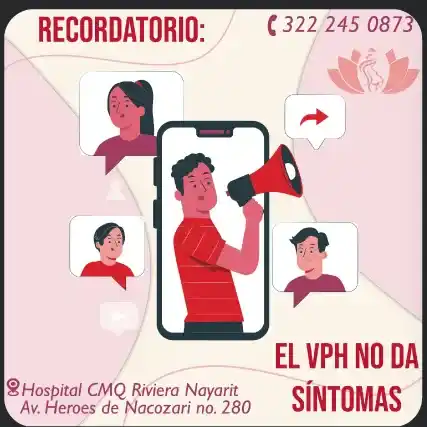 RECORDATORIO:
322 245 0873
EL VPH NO DA
SÍNTOMAS
Hospital CMQ Riviera Nayarit
Av. Heroes de Nacozari no. 280